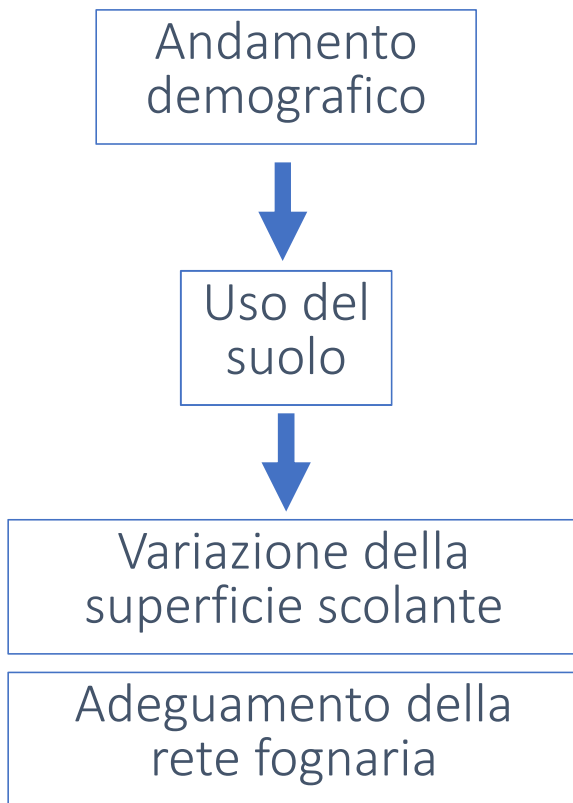 Andamento
demografico
Uso del
suolo
Variazione della
superficie scolante
Adeguamento della
rete fognaria